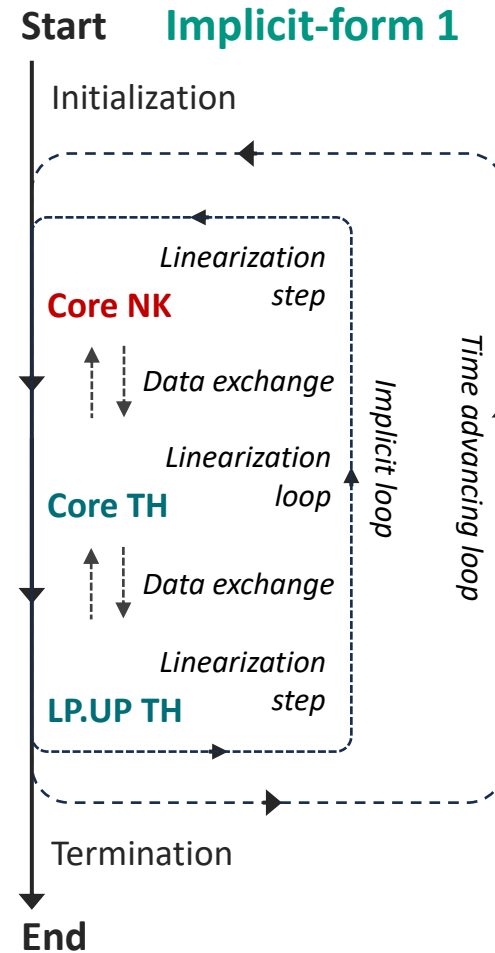 Start Implicit-form 1
Initialization
Linearization
step
Core NK
Data exchange
Linearization
loop
Core TH
Data exchange
Linearization
step
LP.UP TH
Implicit loop
Time advancing loop
Termination
End